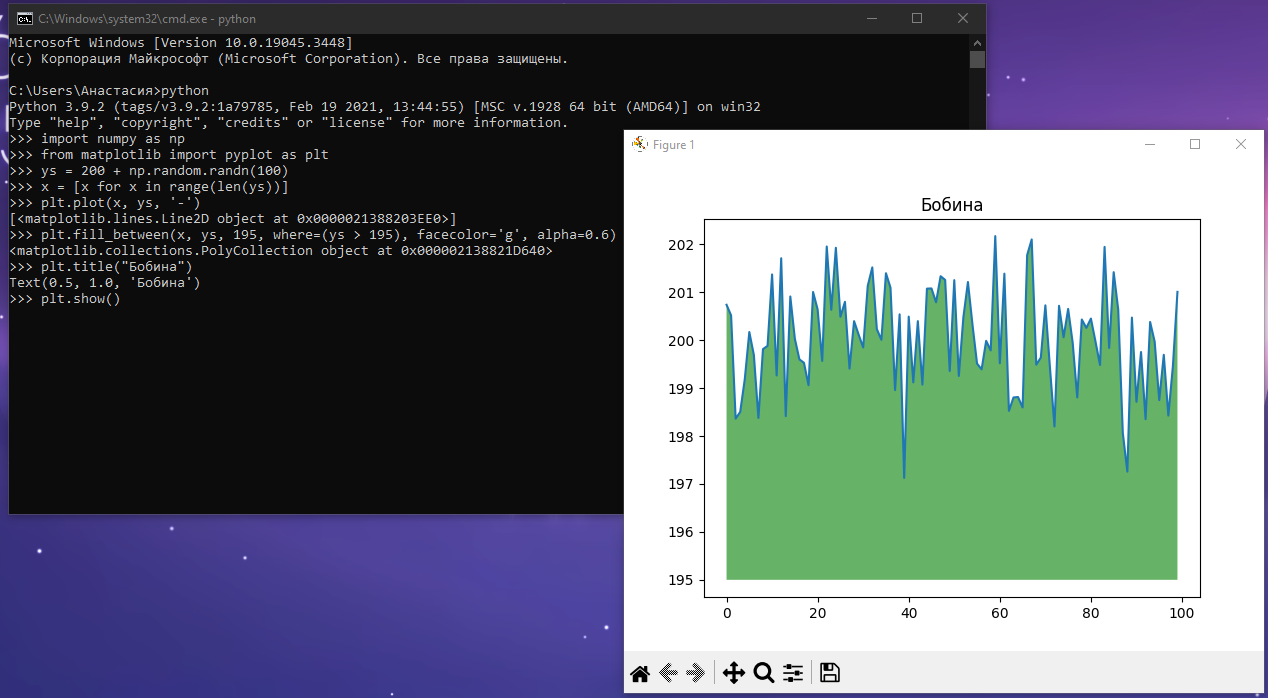 C:\Windows\system32\cmd.exe - python
Microsoft Windows [Version 10.0.19045.3448]
(c) Корпорация Майкрософт (Microsoft Corporation). Все права защищены.
C:\Users\Анастасия>python
Python 3.9.2 (tags/v3.9.2:1a79785, Feb 19 2021, 13:44:55) [MSC v.1928 64 bit (AMD64)] on win32
Type "help", "copyright", "credits" or "license" for more information.
>>> import numpy as np
>>> from matplotlib import pyplot as plt
>>> ys = 200 + np.random.randn(100)
>>> x = [x for x in range(len(ys))]
>>> plt.plot(x, ys, '-')
[<matplotlib.lines.Line2D object at 0x0000021388203EE0>]
>>> plt.fill_between(x, ys, 195, where=(ys > 195), facecolor='g', alpha=0.6)
<matplotlib.collections.PolyCollection object at 0x000002138821D640>
>>> plt.title("Бобина")
Text(0.5, 1.0, 'Бобина')
>>> plt.show()
Figure 1
Бобина
202
201
200
199
198
197
196
195
0 20 40 60 80 100